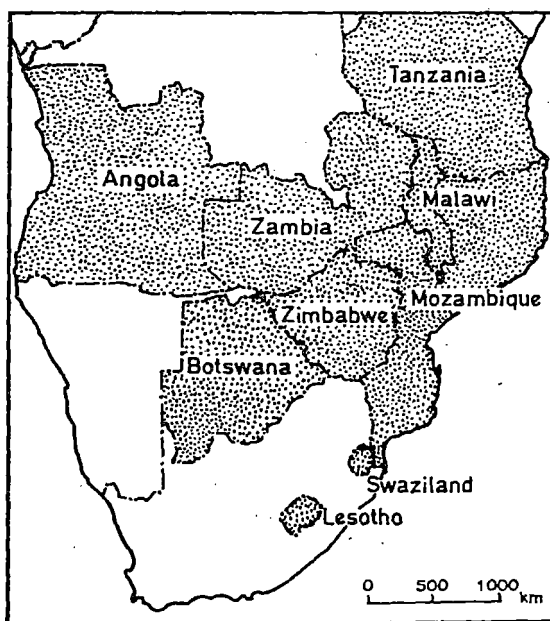 Tanzania
Angola
Malawi
Zambia
Mozambique
Zimbabwe
Botswana
Swaziland
Lesotho
0 500 1000
km